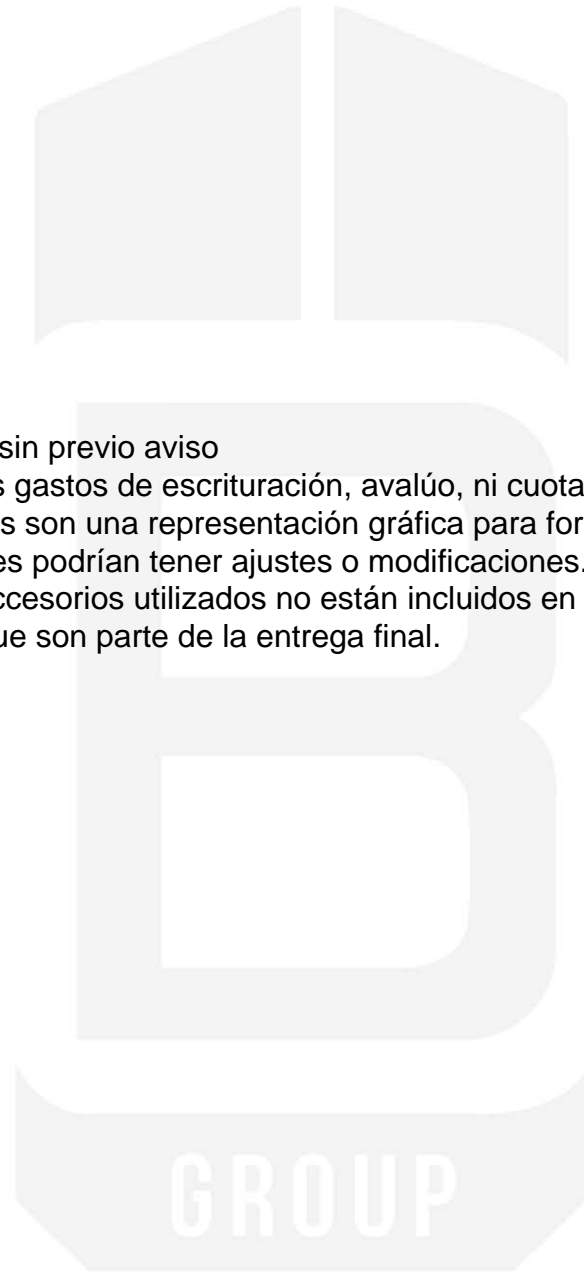 sin previo aviso
s gastos de escrituración, avalúo, ni cuota
s son una representación gráfica para for
es podrían tener ajustes o modificaciones.
ccesorios utilizados no están incluidos en
ue son parte de la entrega final.
B
GROUP